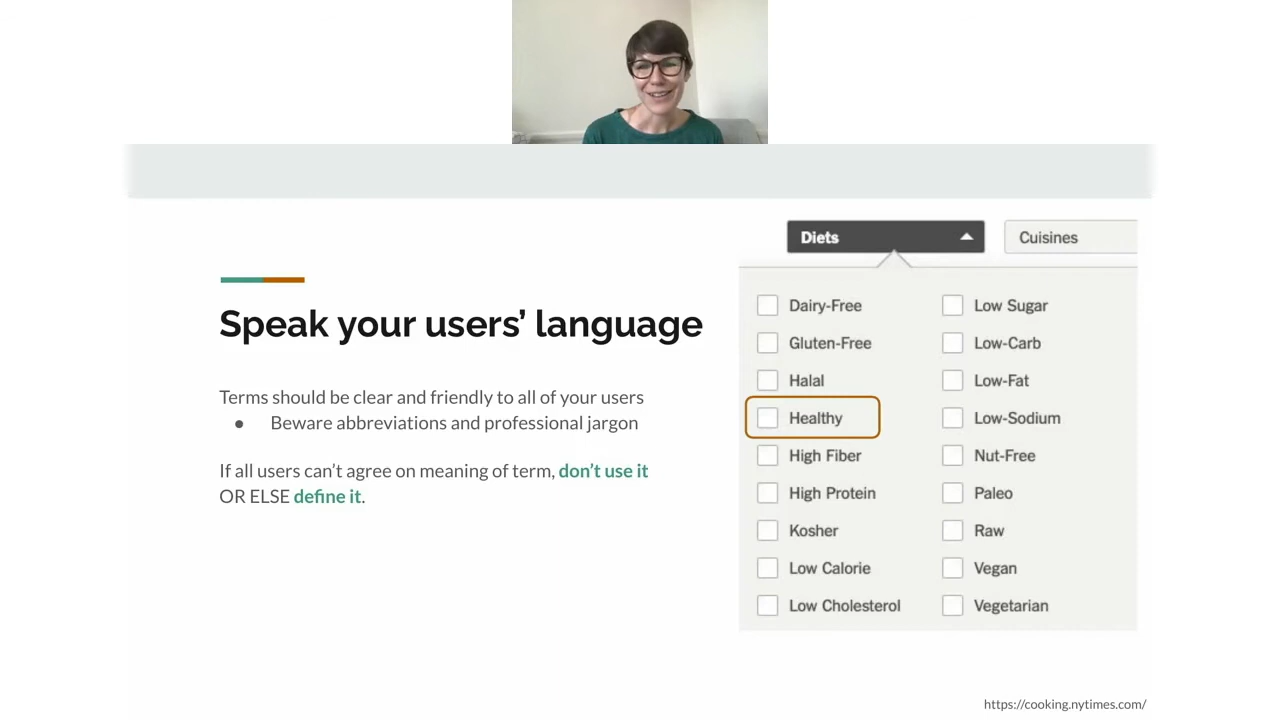 Speak your users’ language
Terms should be clear and friendly to all of your users
● Beware abbreviations and professional jargon
If all users can’t agree on meaning of term, don’t use it
OR ELSE define it.
Diets
Cuisines
Dairy-Free
Gluten-Free
Halal
Healthy
High Fiber
High Protein
Kosher
Low Calorie
Low Cholesterol
Low Sugar
Low-Carb
Low-Fat
Low-Sodium
Nut-Free
Paleo
Raw
Vegan
Vegetarian
https://cooking.nytimes.com/